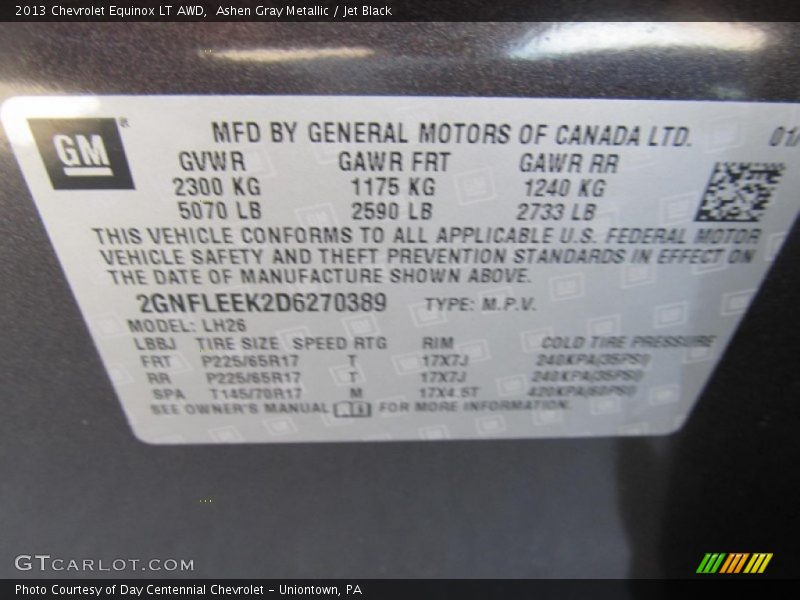 2013 Chevrolet Equinox LT AWD, Ashen Gray Metallic / Jet Black
GM
MFD BY GENERAL MOTORS OF CANADA LTD. 01/
GVWR GAWR FRT GAWR RR
2300 KG 1175 KG 1240 KG
5070 LB 2590 LB 2733 LB
THIS VEHICLE CONFORMS TO ALL APPLICABLE U.S. FEDERAL MOTOR
VEHICLE SAFETY AND THEFT PREVENTION STANDARDS IN EFFECT ON
THE DATE OF MANUFACTURE SHOWN ABOVE.
2GNFLEEK2D6270389 TYPE: M.P.V.
MODEL: LH26
LBBJ TIRE SIZE SPEED RTG RIM COLD TIRE PRESSURE
FRT P225/65R17 T 17X7J 240KPA(35PSI)
RR P225/65R17 T 17X7J 240KPA(35PSI)
SPA T145/70R17 M 17X4.5T 420KPA(60PSI)
SEE OWNER'S MANUAL FOR MORE INFORMATION.
GTCARLOT.COM
Photo Courtesy of Day Centennial Chevrolet - Uniontown, PA